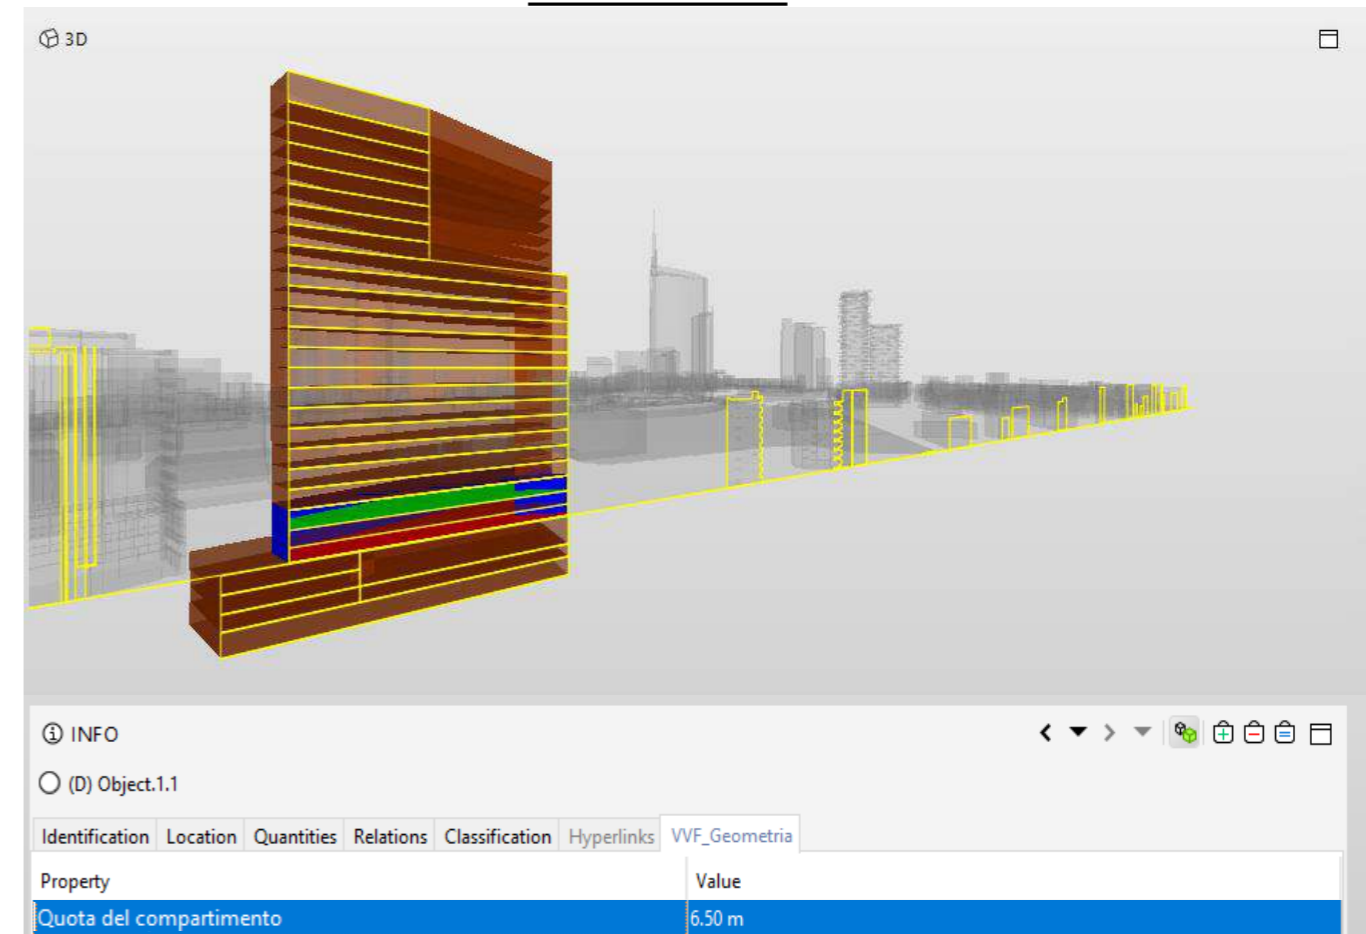 3D
INFO
(D) Object.1.1
Identification Location Quantities Relations Classification Hyperlinks VVF_Geometria
Property Value
Quota del compartimento 6.50 m